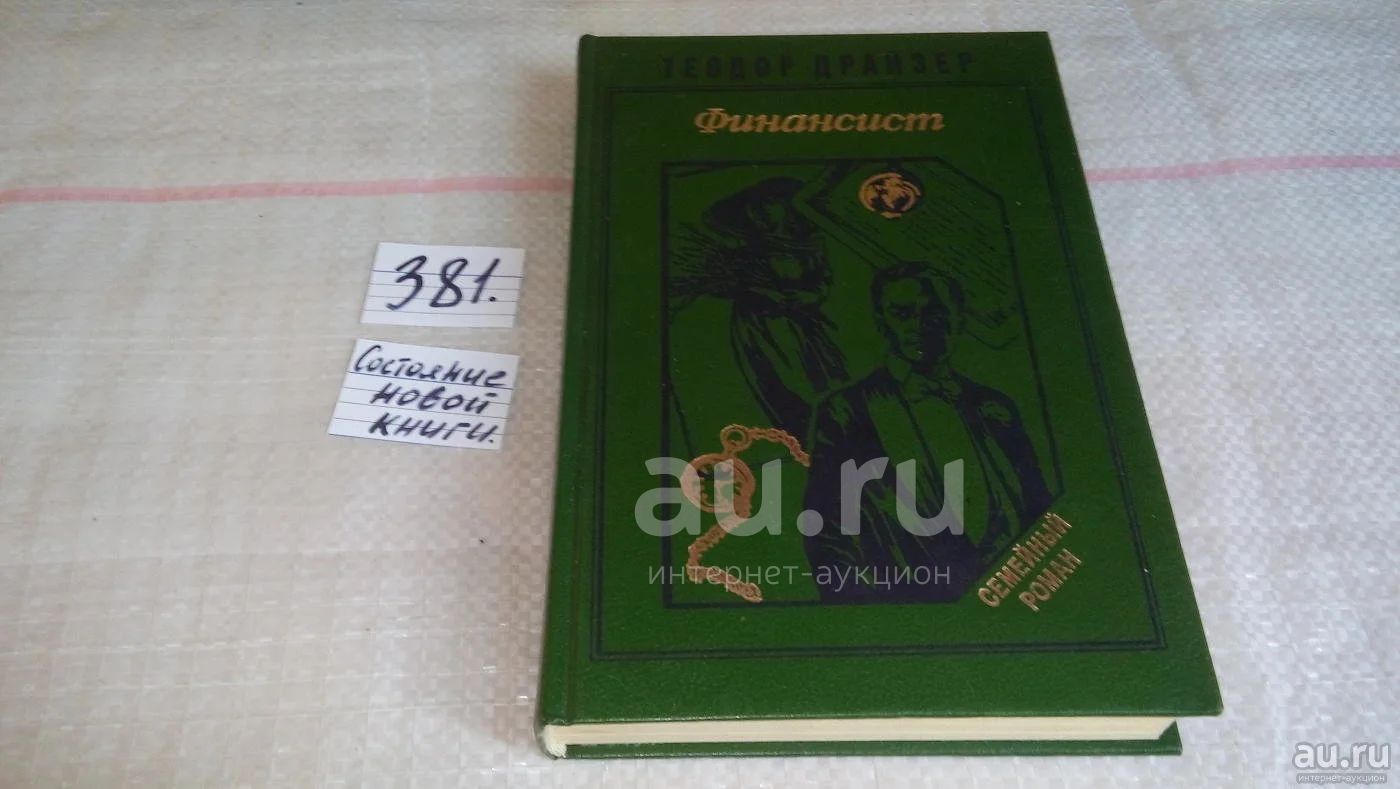 ТЕОДОР ДРАЙЗЕР
Финансист
381.
Состояние
новой
книги.
au.ru
интернет-аукцион
СЕМЕЙНЫЙ
РОМАН
au.ru
интернет-аукцион